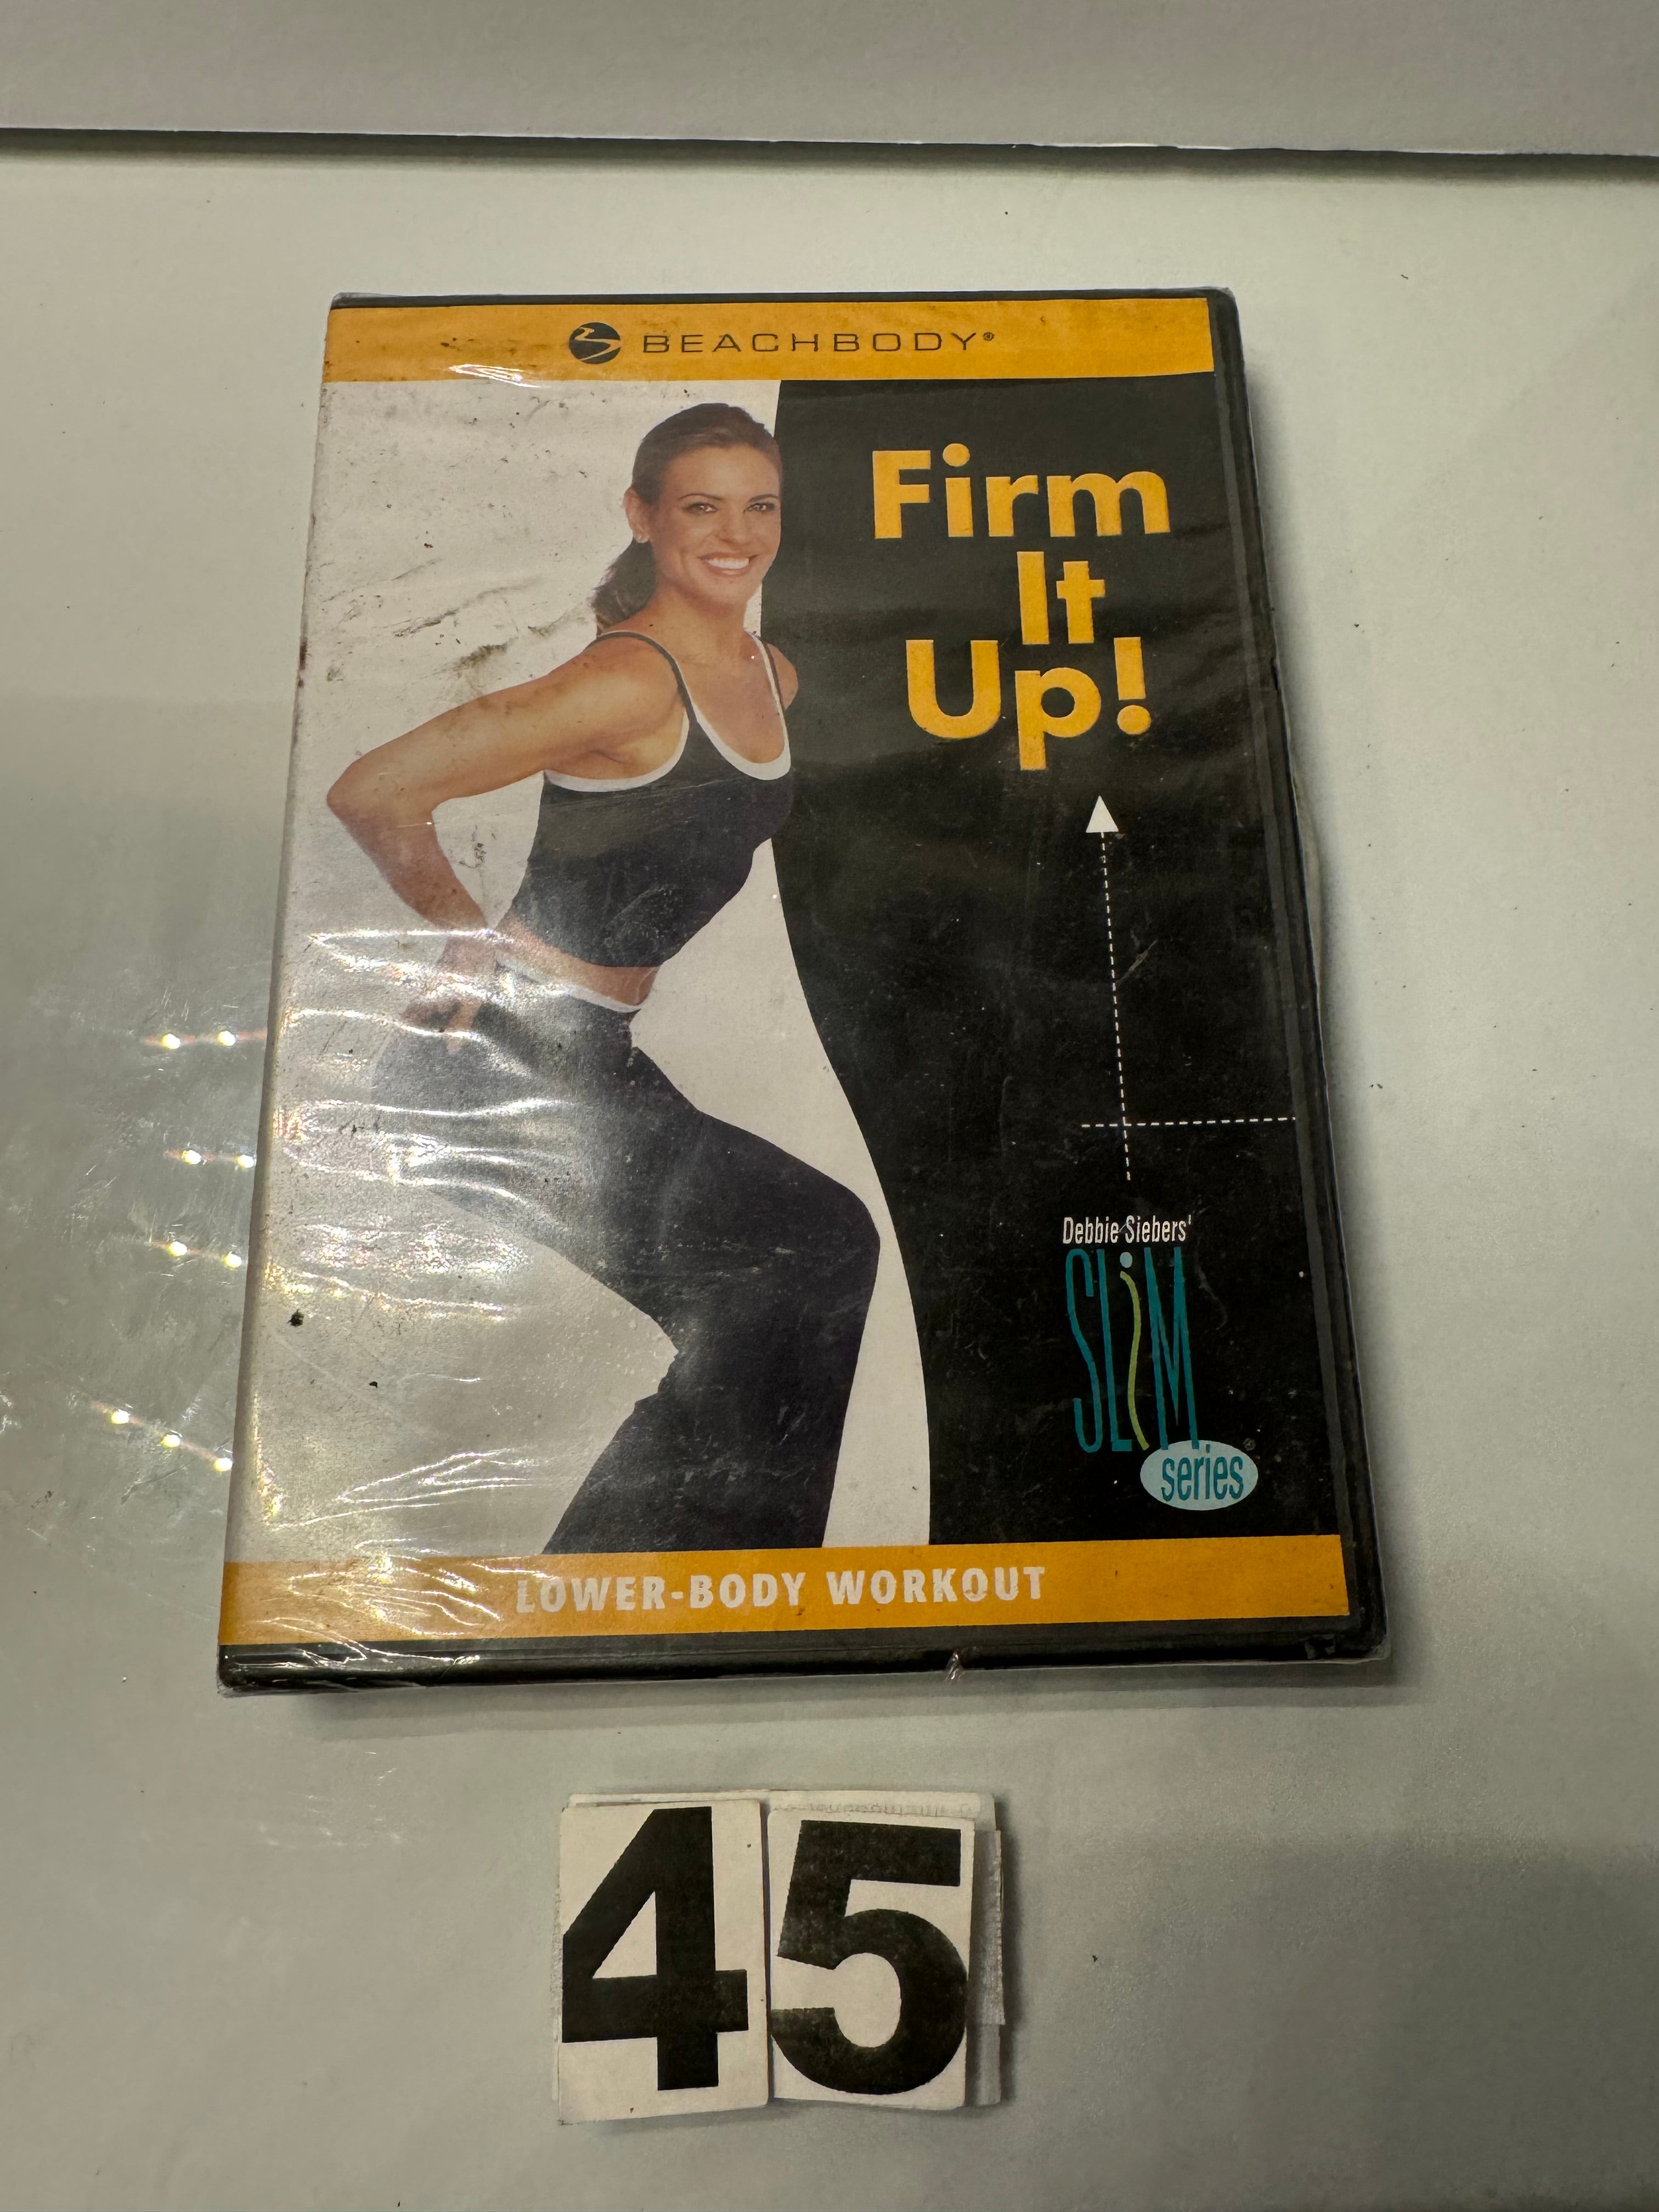 BEACHBODY®
Firm
It
Up!
Debbie Siebers'
SLiM
series®
LOWER-BODY WORKOUT
45